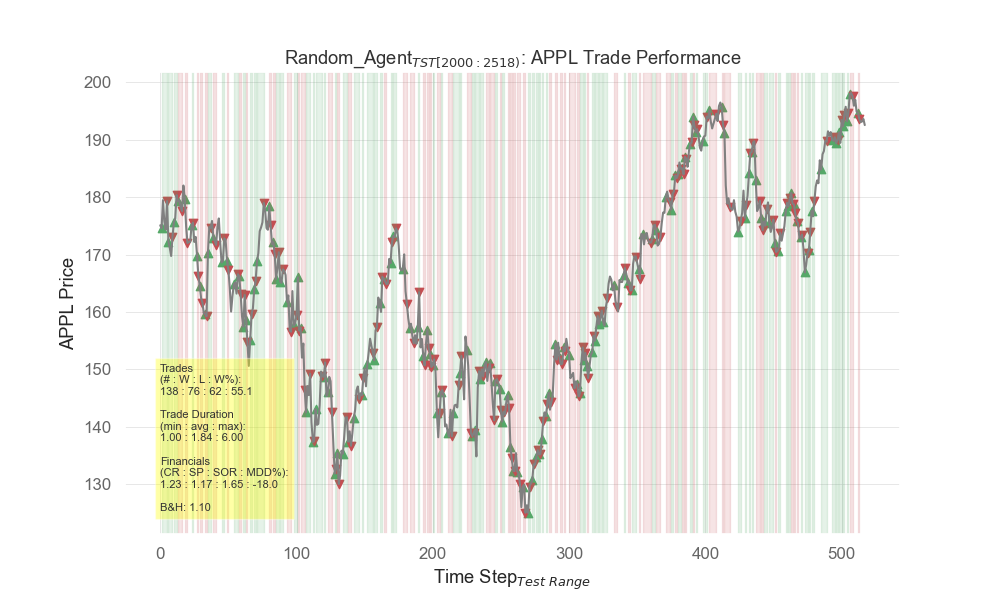 Random_Agent TST[2000:2518): APPL Trade Performance
APPL Price
200
190
180
170
160
150
140
130
Trades
(# : W : L : W%):
138 : 76 : 62 : 55.1
Trade Duration
(min : avg : max):
1.00 : 1.84 : 6.00
Financials
(CR : SP : SOR : MDD%):
1.23 : 1.17 : 1.65 : -18.0
B&H: 1.10
0 100 200 300 400 500
Time Step Test Range